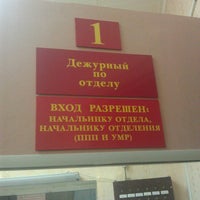 1
Дежурный
по
отделу
ВХОД РАЗРЕШЕН:
НАЧАЛЬНИКУ ОТДЕЛА,
НАЧАЛЬНИКУ ОТДЕЛЕНИЯ
(ППП И УМР)